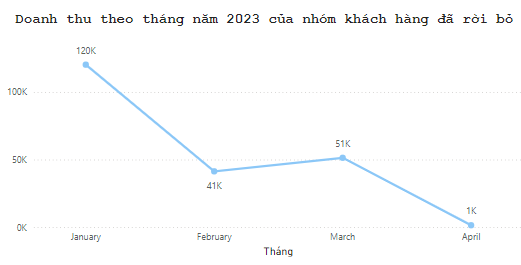 Doanh thu theo tháng năm 2023 của nhóm khách hàng đã rời bỏ
120K
100K
51K
50K
41K
1K
0K
January February March April
Tháng